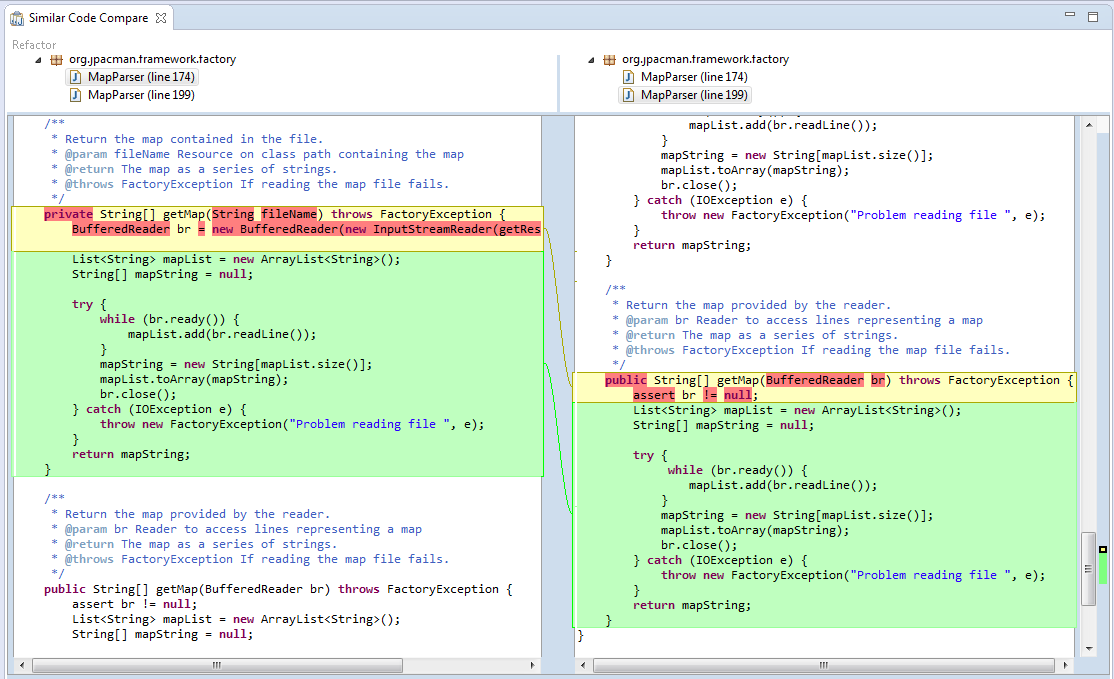 Similar Code Compare
Refactor
org.jpacman.framework.factory
MapParser (line 174)
MapParser (line 199)
/**
* Return the map contained in the file.
* @param fileName Resource on class path containing the map
* @return The map as a series of strings.
* @throws FactoryException If reading the map file fails.
*/
private String[] getMap(String fileName) throws FactoryException {
BufferedReader br = new BufferedReader(new InputStreamReader(getRes
List<String> mapList = new ArrayList<String>();
String[] mapString = null;
try {
while (br.ready()) {
mapList.add(br.readLine());
}
mapString = new String[mapList.size()];
mapList.toArray(mapString);
br.close();
} catch (IOException e) {
throw new FactoryException("Problem reading file ", e);
}
return mapString;
}
/**
* Return the map provided by the reader.
* @param br Reader to access lines representing a map
* @return The map as a series of strings.
* @throws FactoryException If reading the map file fails.
*/
public String[] getMap(BufferedReader br) throws FactoryException {
assert br != null;
List<String> mapList = new ArrayList<String>();
String[] mapString = null;
org.jpacman.framework.factory
MapParser (line 174)
MapParser (line 199)
mapList.add(br.readLine());
}
mapString = new String[mapList.size()];
mapList.toArray(mapString);
br.close();
} catch (IOException e) {
throw new FactoryException("Problem reading file ", e);
}
return mapString;
}
/**
* Return the map provided by the reader.
* @param br Reader to access lines representing a map
* @return The map as a series of strings.
* @throws FactoryException If reading the map file fails.
*/
public String[] getMap(BufferedReader br) throws FactoryException {
assert br != null;
List<String> mapList = new ArrayList<String>();
String[] mapString = null;
try {
while (br.ready()) {
mapList.add(br.readLine());
}
mapString = new String[mapList.size()];
mapList.toArray(mapString);
br.close();
} catch (IOException e) {
throw new FactoryException("Problem reading file ", e);
}
return mapString;
}
}